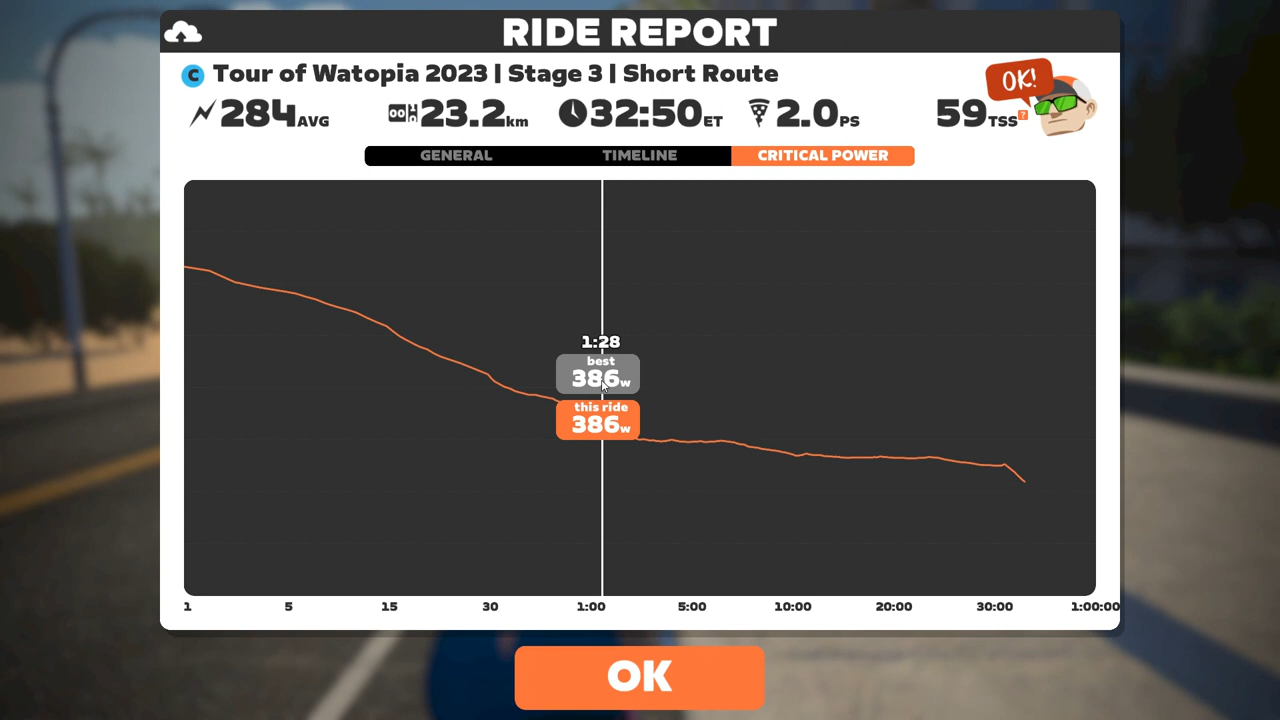 RIDE REPORT
C Tour of Watopia 2023 | Stage 3 | Short Route
OK!
284AVG 23.2km 32:50ET 2.0PS 59TSS?
GENERAL TIMELINE CRITICAL POWER
1:28
best
386w
this ride
386w
1 5 15 30 1:00 5:00 10:00 20:00 30:00 1:00:00
OK